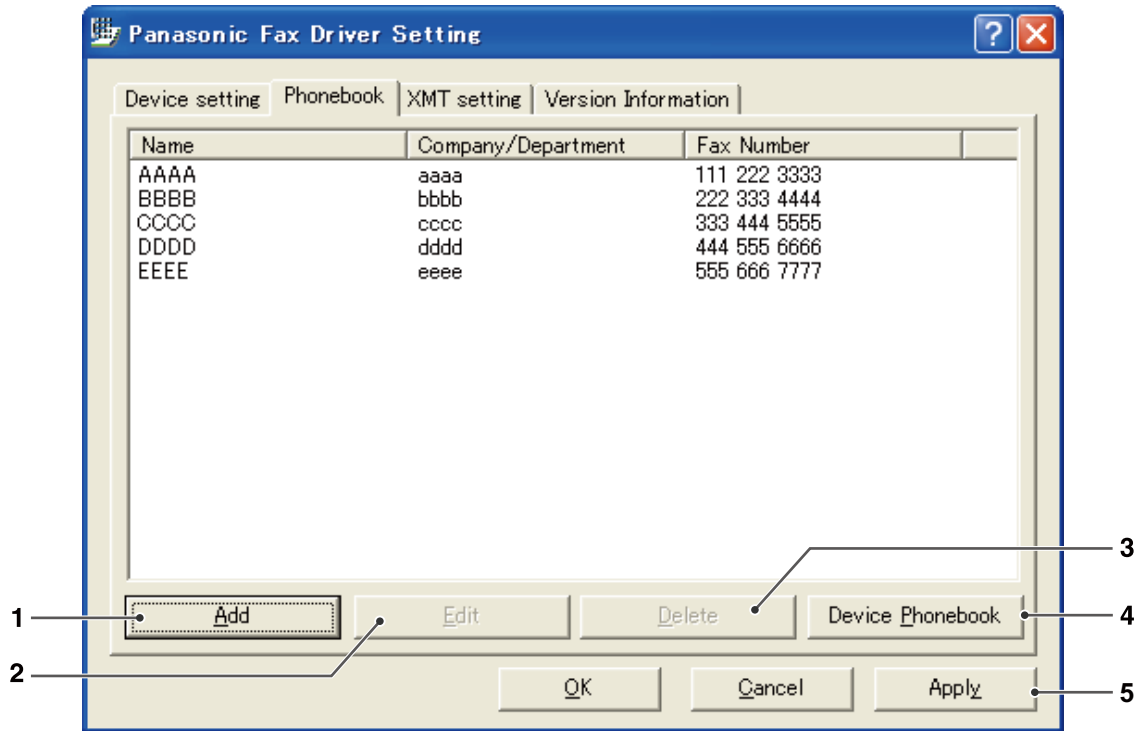 Panasonic Fax Driver Setting
Device setting Phonebook XMT setting Version Information
Name Company/Department Fax Number
AAAA aaaa 111 222 3333
BBBB bbbb 222 333 4444
CCCC cccc 333 444 5555
DDDD dddd 444 555 6666
EEEE eeee 555 666 7777
3
1 Add Edit Delete Device Phonebook 4
2
OK Cancel Apply 5